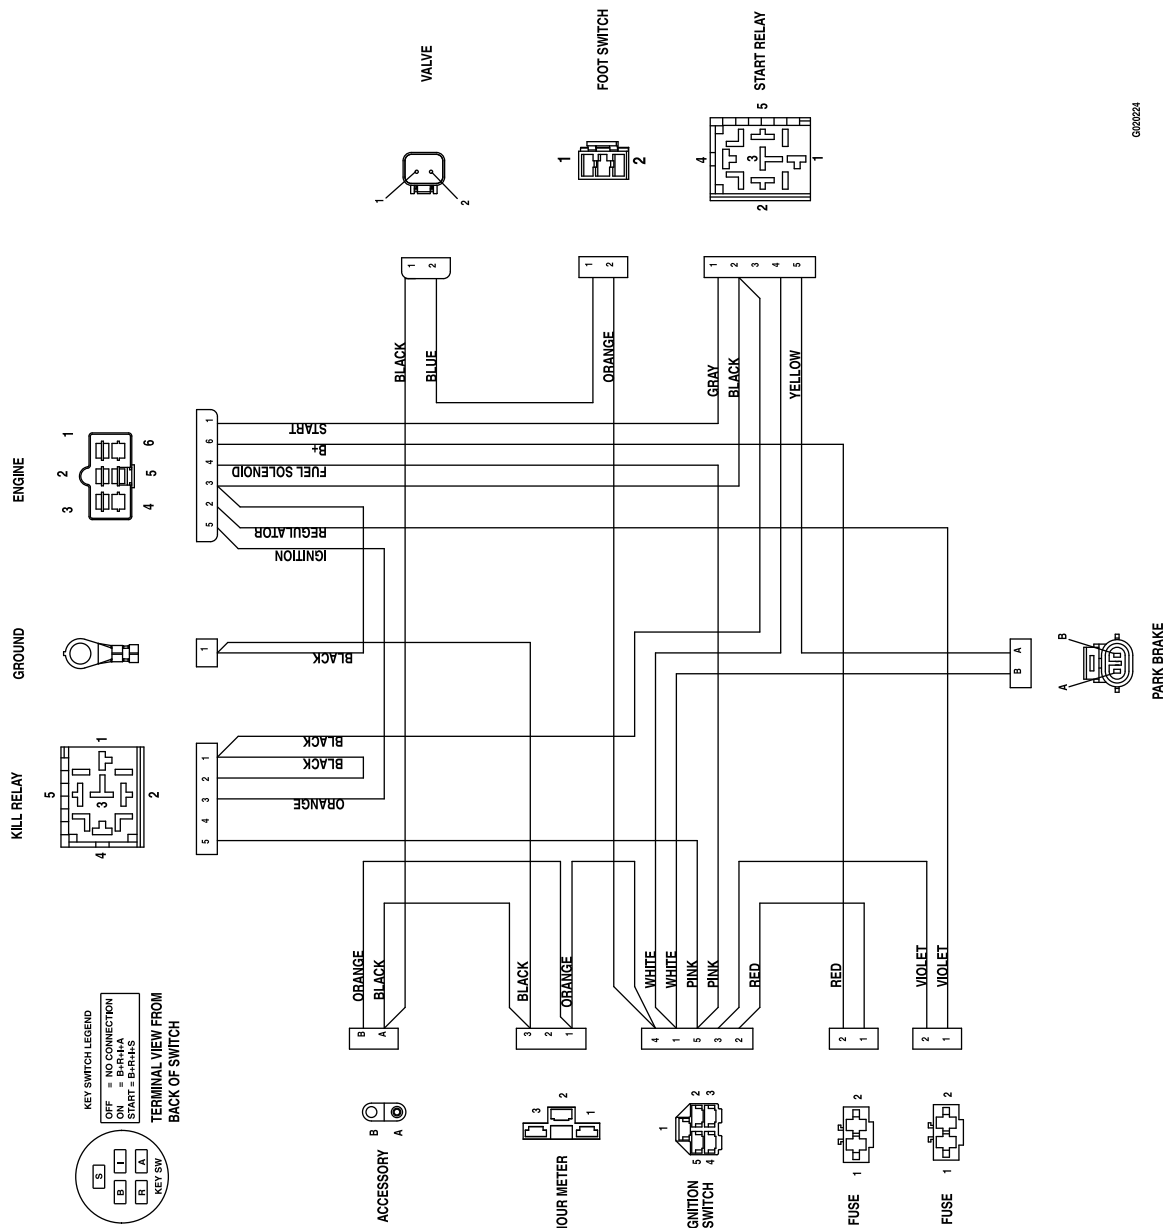 VALVE
FOOT SWITCH
START RELAY
1
2
1
2
4
5
3
2
1
G020224
1
2
1
2
1
2
3
4
5
BLACK
BLUE
ORANGE
GRAY
BLACK
YELLOW
ENGINE
1
2
3
6
5
4
1
6
4
3
2
5
START
B+
FUEL SOLENOID
REGULATOR
IGNITION
GROUND
1
BLACK
KILL RELAY
5
1
3
4
2
1
2
3
4
5
BLACK
BLACK
ORANGE
A
B
A
B
PARK BRAKE
ORANGE
BLACK
BLACK
ORANGE
WHITE
WHITE
PINK
PINK
RED
RED
VIOLET
VIOLET
B
A
3
2
1
4
1
5
3
2
2
1
2
1
KEY SWITCH LEGEND
OFF = NO CONNECTION
ON = B+R+I+A
START = B+R+I+S
TERMINAL VIEW FROM
BACK OF SWITCH
S
B
I
R
A
KEY SW
B
A
ACCESSORY
3
2
1
HOUR METER
1
2
3
5
4
IGNITION
SWITCH
2
1
FUSE
2
1
FUSE